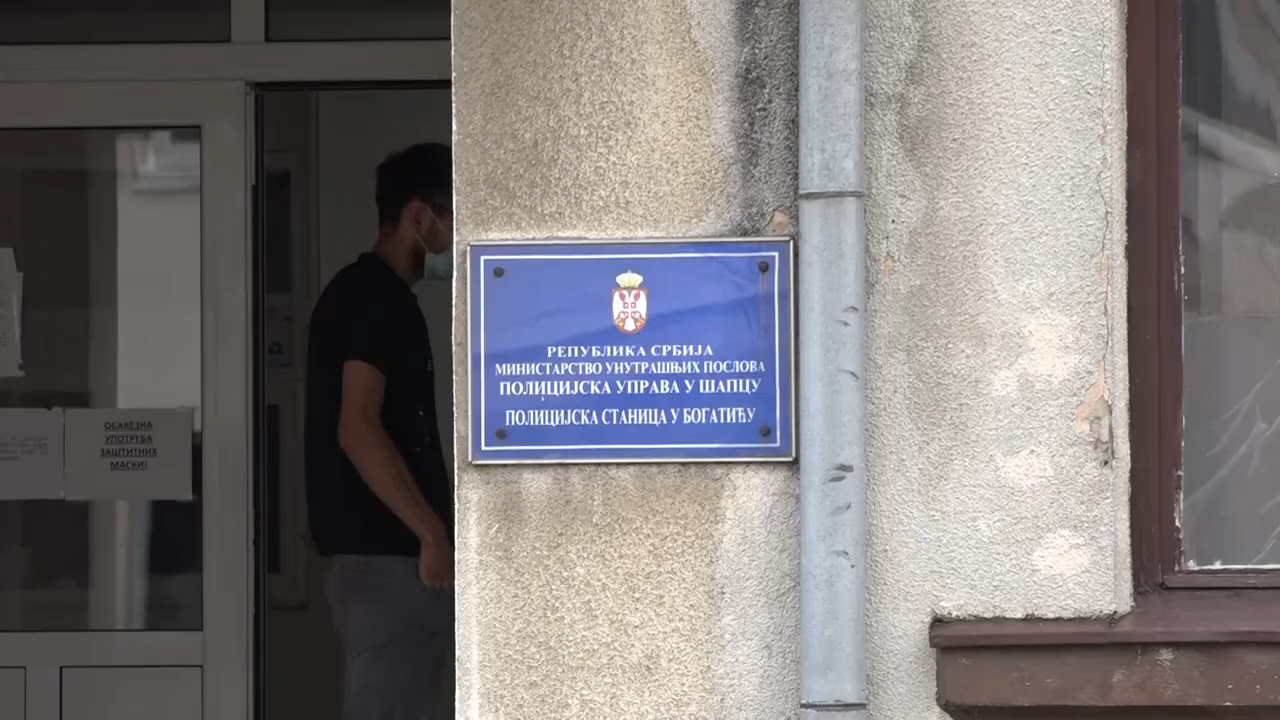 РЕПУБЛИКА СРБИЈА
МИНИСТАРСТВО УНУТРАШЊИХ ПОСЛОВА
ПОЛИЦИЈСКА УПРАВА У ШАПЦУ
ПОЛИЦИЈСКА СТАНИЦА У БОГАТИЋУ
ОБАВЕЗНА
УПОТРЕБА
ЗАШТИТНИХ
МАСКИ!